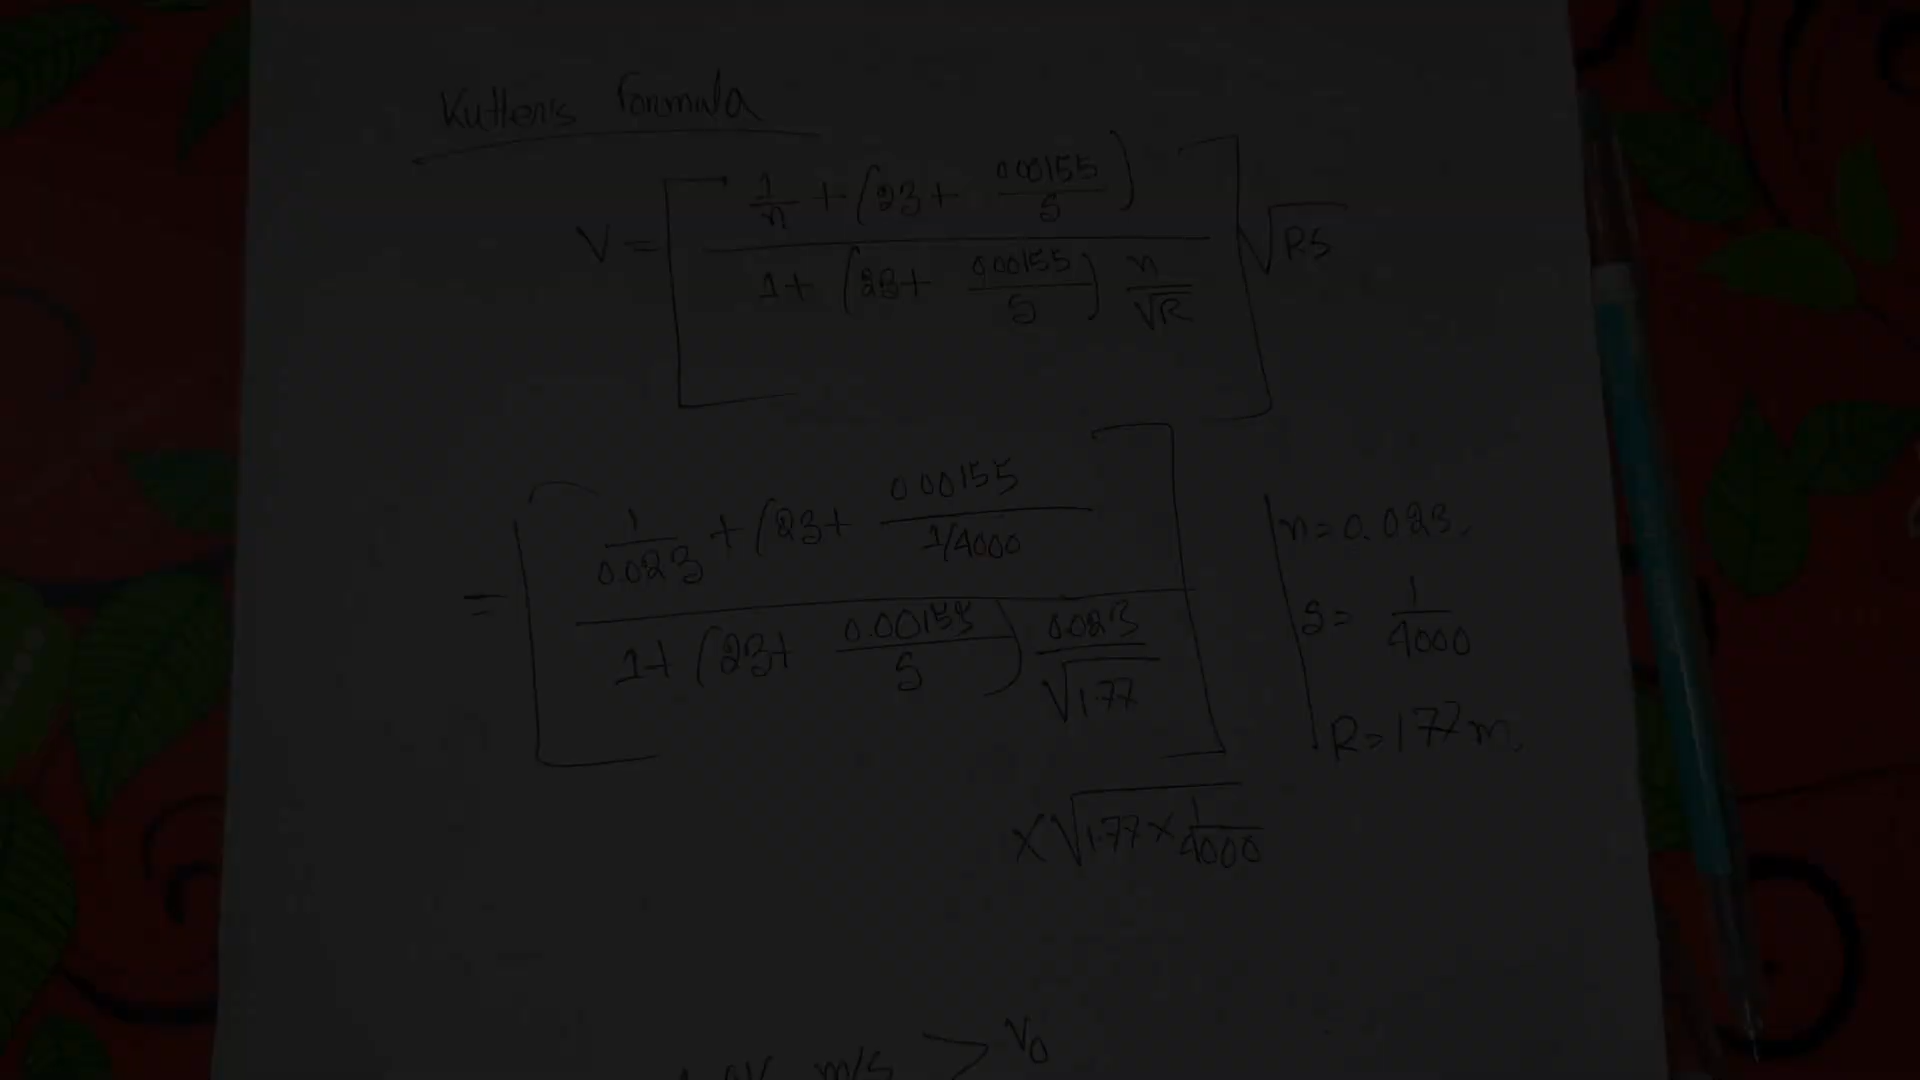 Kutter's formula
V = [ 1/n + (23 + 0.00155/S) / 1 + (23 + 0.00155/S) n/√R ] √RS
= [ 1/0.023 + (23 + 0.00155/1/4000 / 1 + (23 + 0.00155/S) 0.023/√1.77 ]
n = 0.023.
S = 1/4000
R = 1.77 m.
× √1.77 × 1/4000
m/s > V₀